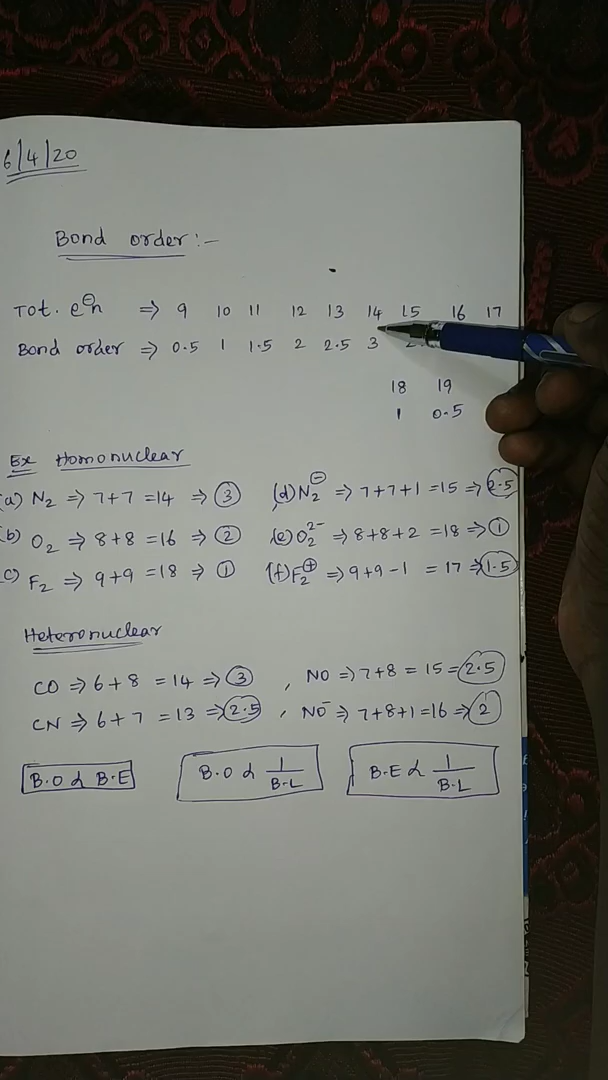 6/4/20
Bond order:-
Tot. e⊖n ⇒ 9 10 11 12 13 14 15 16 17
Bond order ⇒ 0.5 1 1.5 2 2.5 3
18 19
1 0.5
Ex Homonuclear
(a) N₂ ⇒ 7+7 = 14 ⇒ 3 (d) N₂⊖ ⇒ 7+7+1 = 15 ⇒ 2.5
(b) O₂ ⇒ 8+8 = 16 ⇒ 2 (e) O₂²⁻ ⇒ 8+8+2 = 18 ⇒ 1
(c) F₂ ⇒ 9+9 = 18 ⇒ 1 (f) F₂⊕ ⇒ 9+9-1 = 17 ⇒ 1.5
Heteronuclear
CO ⇒ 6+8 = 14 ⇒ 3 , NO ⇒ 7+8 = 15 = 2.5
CN ⇒ 6+7 = 13 ⇒ 2.5 , NO⁻ ⇒ 7+8+1 = 16 ⇒ 2
B.O α B.E B.O α 1/B.L B.E α 1/B.L